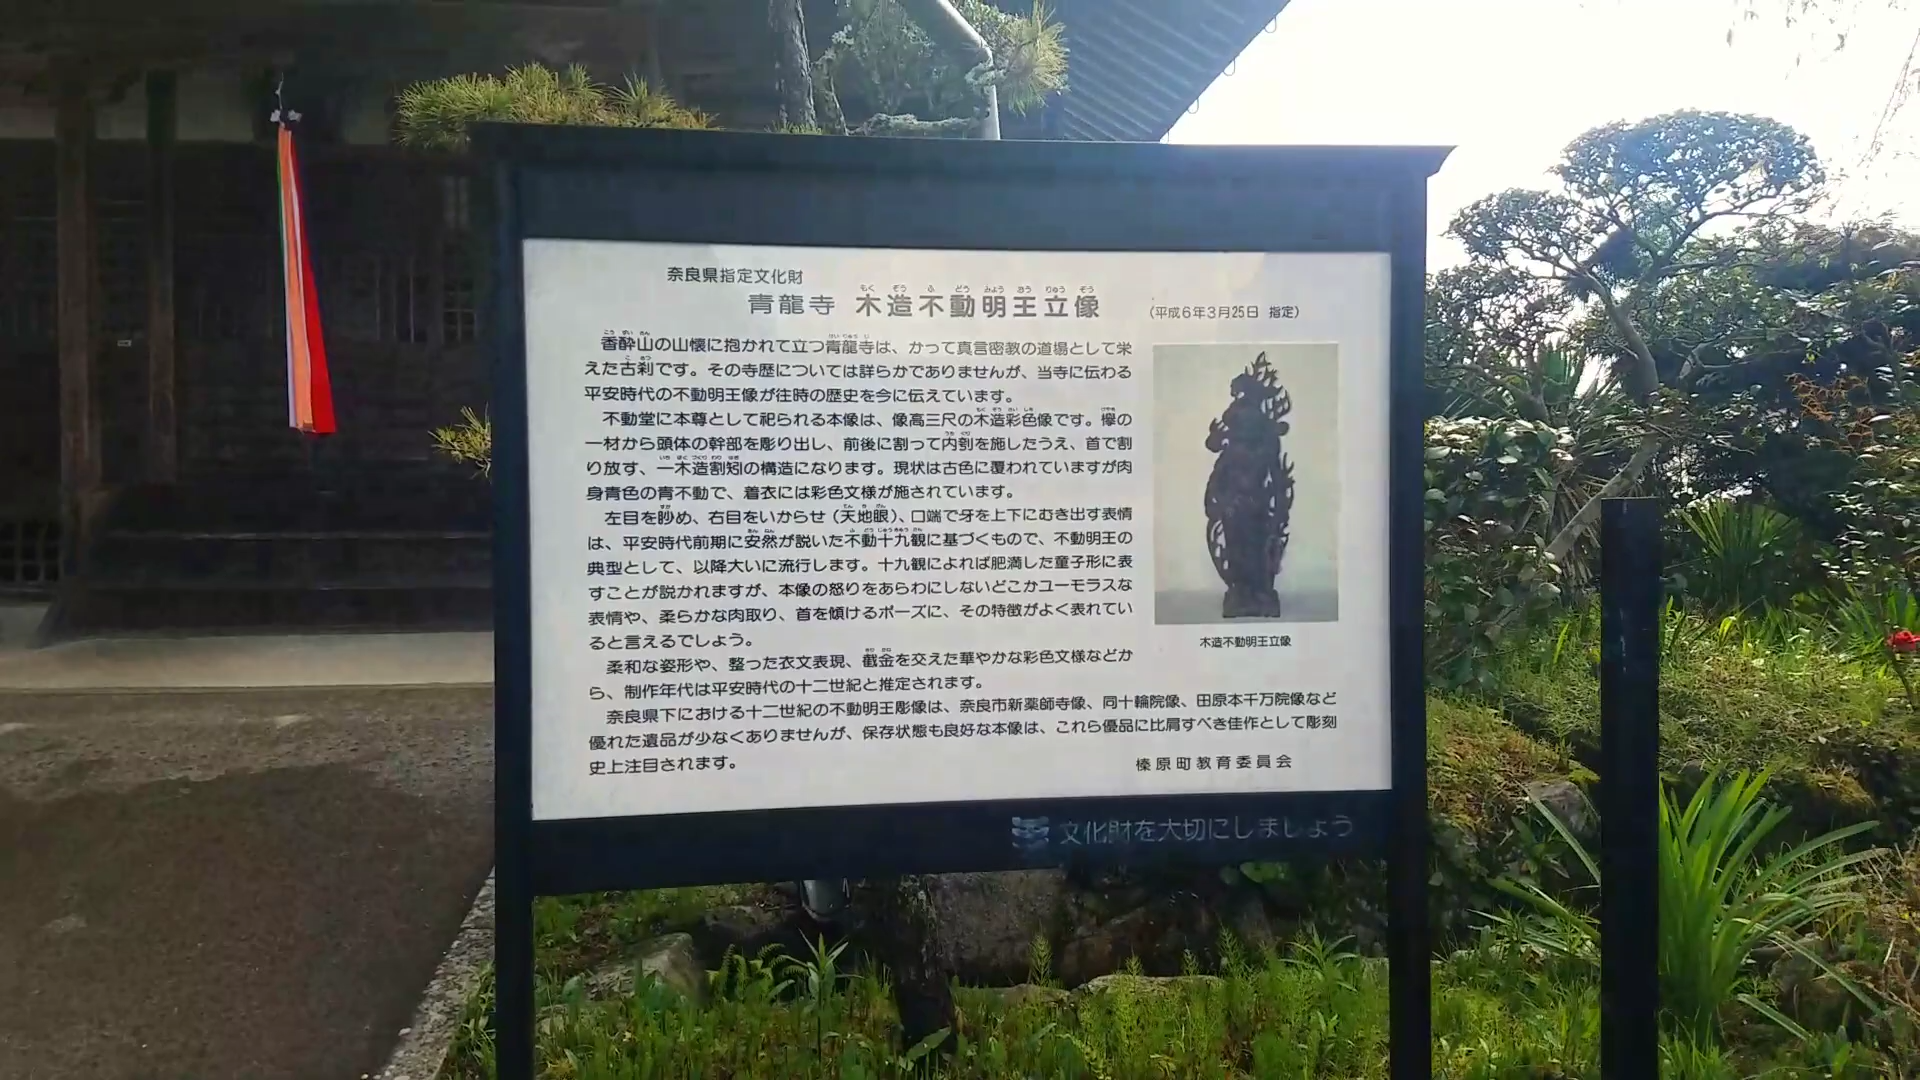 奈良県指定文化財
青龍寺 木造不動明王立像 (平成6年3月25日 指定)
香酔山の山懐に抱かれて立つ青龍寺は、かって真言密教の道場として栄
えた古刹です。その寺歴については詳らかでありませんが、当寺に伝わる
平安時代の不動明王像が往時の歴史を今に伝えています。
不動堂に本尊として祀られる本像は、像高三尺の木造彩色像です。欅の
一材から頭体の幹部を彫り出し、前後に割って内刳を施したうえ、首で割
り放す、一木造割矧の構造になります。現状は古色に覆われていますが肉
身青色の青不動で、着衣には彩色文様が施されています。
左目を眇め、右目をいからせ（天地眼）、口端で牙を上下にむき出す表情
は、平安時代前期に安然が説いた不動十九観に基づくもので、不動明王の
典型として、以降大いに流行します。十九観によれば肥満した童子形に表
すことが説かれますが、本像の怒りをあらわにしないどこかユーモラスな
表情や、柔らかな肉取り、首を傾けるポーズに、その特徴がよく表れてい
ると言えるでしょう。
柔和な姿形や、整った衣文表現、截金を交えた華やかな彩色文様などか
ら、制作年代は平安時代の十二世紀と推定されます。
奈良県下における十二世紀の不動明王彫像は、奈良市新薬師寺像、同十輪院像、田原本千万院像など
優れた遺品が少なくありませんが、保存状態も良好な本像は、これら優品に比肩すべき佳作として彫刻
史上注目されます。
木造不動明王立像
榛原町教育委員会
文化財を大切にしましょう